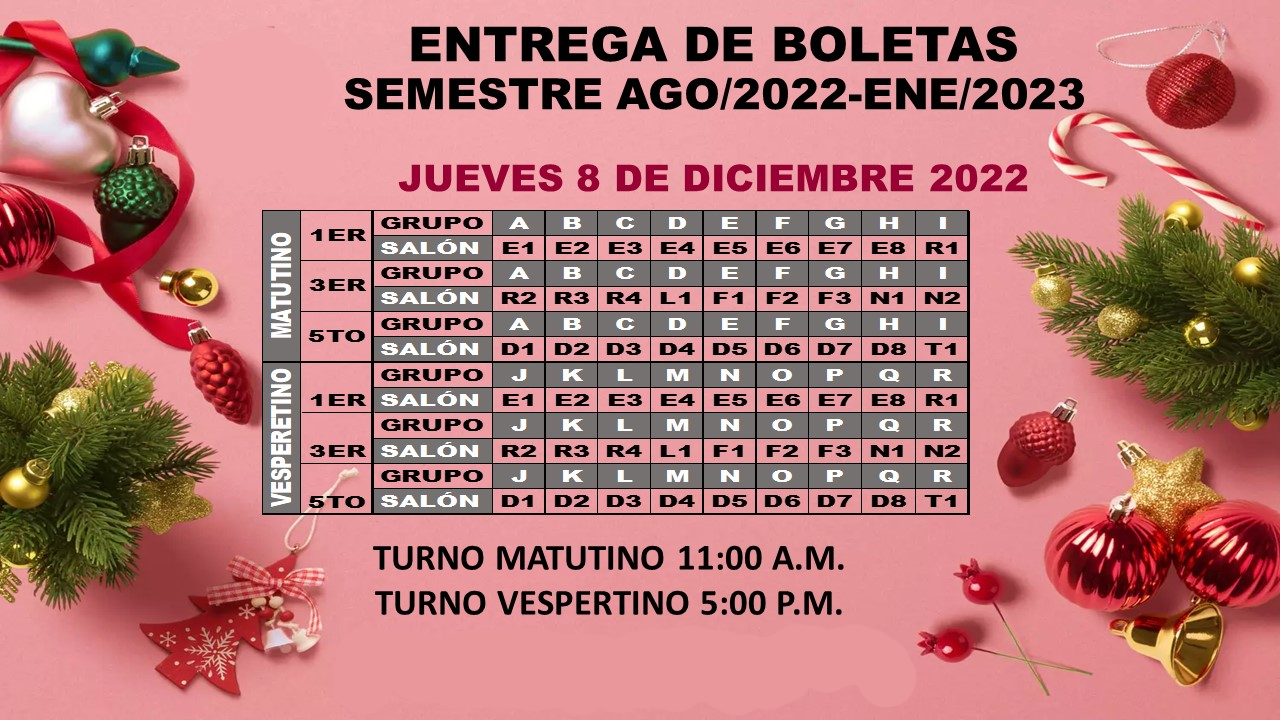 ENTREGA DE BOLETAS
SEMESTRE AGO/2022-ENE/2023
JUEVES 8 DE DICIEMBRE 2022
MATUTINO
1ER
GRUPO A B C D E F G H I
SALÓN E1 E2 E3 E4 E5 E6 E7 E8 R1
3ER
GRUPO A B C D E F G H I
SALÓN R2 R3 R4 L1 F1 F2 F3 N1 N2
5TO
GRUPO A B C D E F G H I
SALÓN D1 D2 D3 D4 D5 D6 D7 D8 T1
VESPERETINO
1ER
GRUPO J K L M N O P Q R
SALÓN E1 E2 E3 E4 E5 E6 E7 E8 R1
3ER
GRUPO J K L M N O P Q R
SALÓN R2 R3 R4 L1 F1 F2 F3 N1 N2
5TO
GRUPO J K L M N O P Q R
SALÓN D1 D2 D3 D4 D5 D6 D7 D8 T1
TURNO MATUTINO 11:00 A.M.
TURNO VESPERTINO 5:00 P.M.